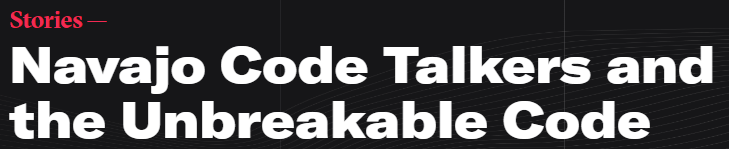 Stories —
Navajo Code Talkers and
the Unbreakable Code